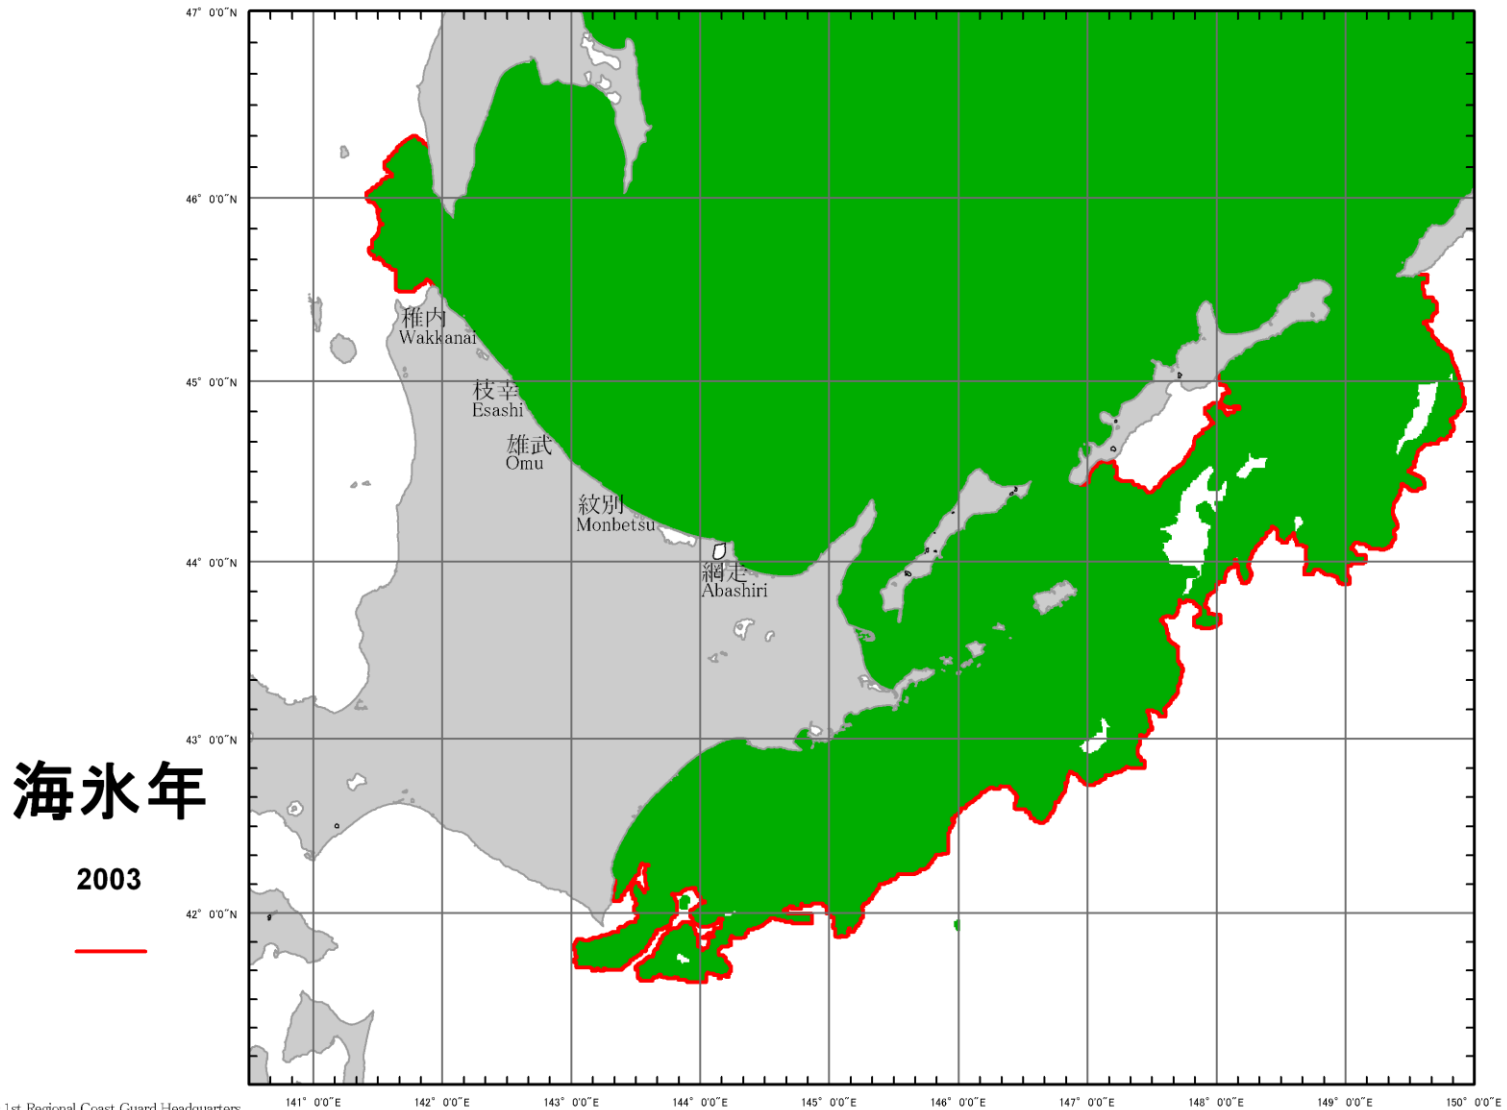 47° 0'0"N
46° 0'0"N
45° 0'0"N
44° 0'0"N
43° 0'0"N
42° 0'0"N
稚内
Wakkanai
枝幸
Esashi
雄武
Omu
紋別
Monbetsu
網走
Abashiri
海氷年
2003
1st Regional Coast Guard Headquarters
141° 0'0"E
142° 0'0"E
143° 0'0"E
144° 0'0"E
145° 0'0"E
146° 0'0"E
147° 0'0"E
148° 0'0"E
149° 0'0"E
150° 0'0"E